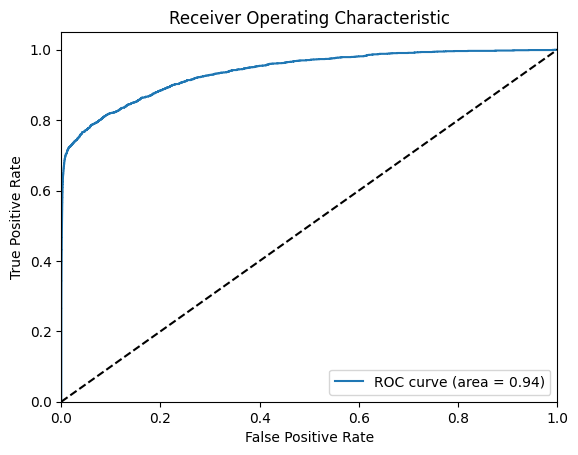 Receiver Operating Characteristic
True Positive Rate
1.0
0.8
0.6
0.4
0.2
0.0
ROC curve (area = 0.94)
0.0 0.2 0.4 0.6 0.8 1.0
False Positive Rate